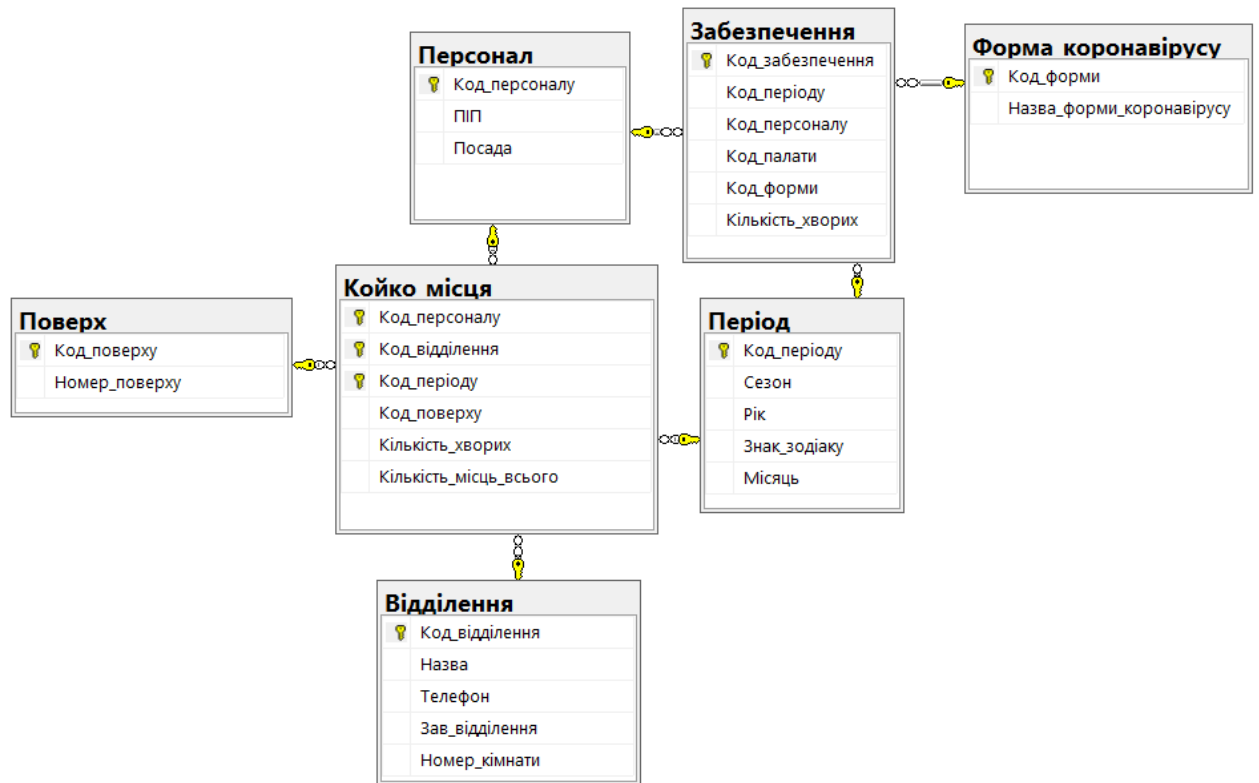 Персонал
Код_персоналу
ПІП
Посада
Забезпечення
Код_забезпечення
Код_періоду
Код_персоналу
Код_палати
Код_форми
Кількість_хворих
Форма коронавірусу
Код_форми
Назва_форми_коронавірусу
Поверх
Код_поверху
Номер_поверху
Койко місця
Код_персоналу
Код_відділення
Код_періоду
Код_поверху
Кількість_хворих
Кількість_місць_всього
Період
Код_періоду
Сезон
Рік
Знак_зодіаку
Місяць
Відділення
Код_відділення
Назва
Телефон
Зав_відділення
Номер_кімнати